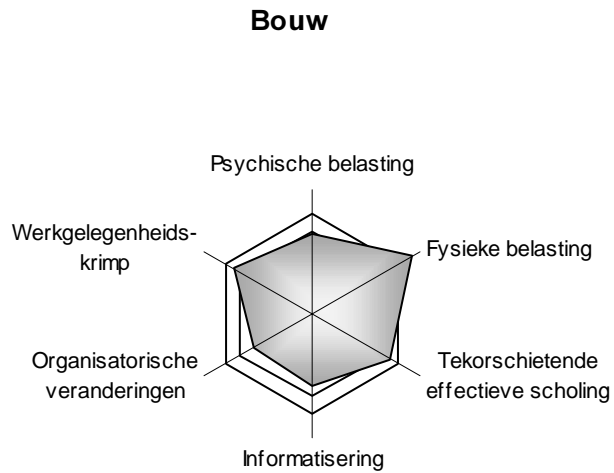 Bouw
Psychische belasting
Werkgelegenheids-
krimp
Fysieke belasting
Organisatorische
veranderingen
Tekorschietende
effectieve scholing
Informatisering